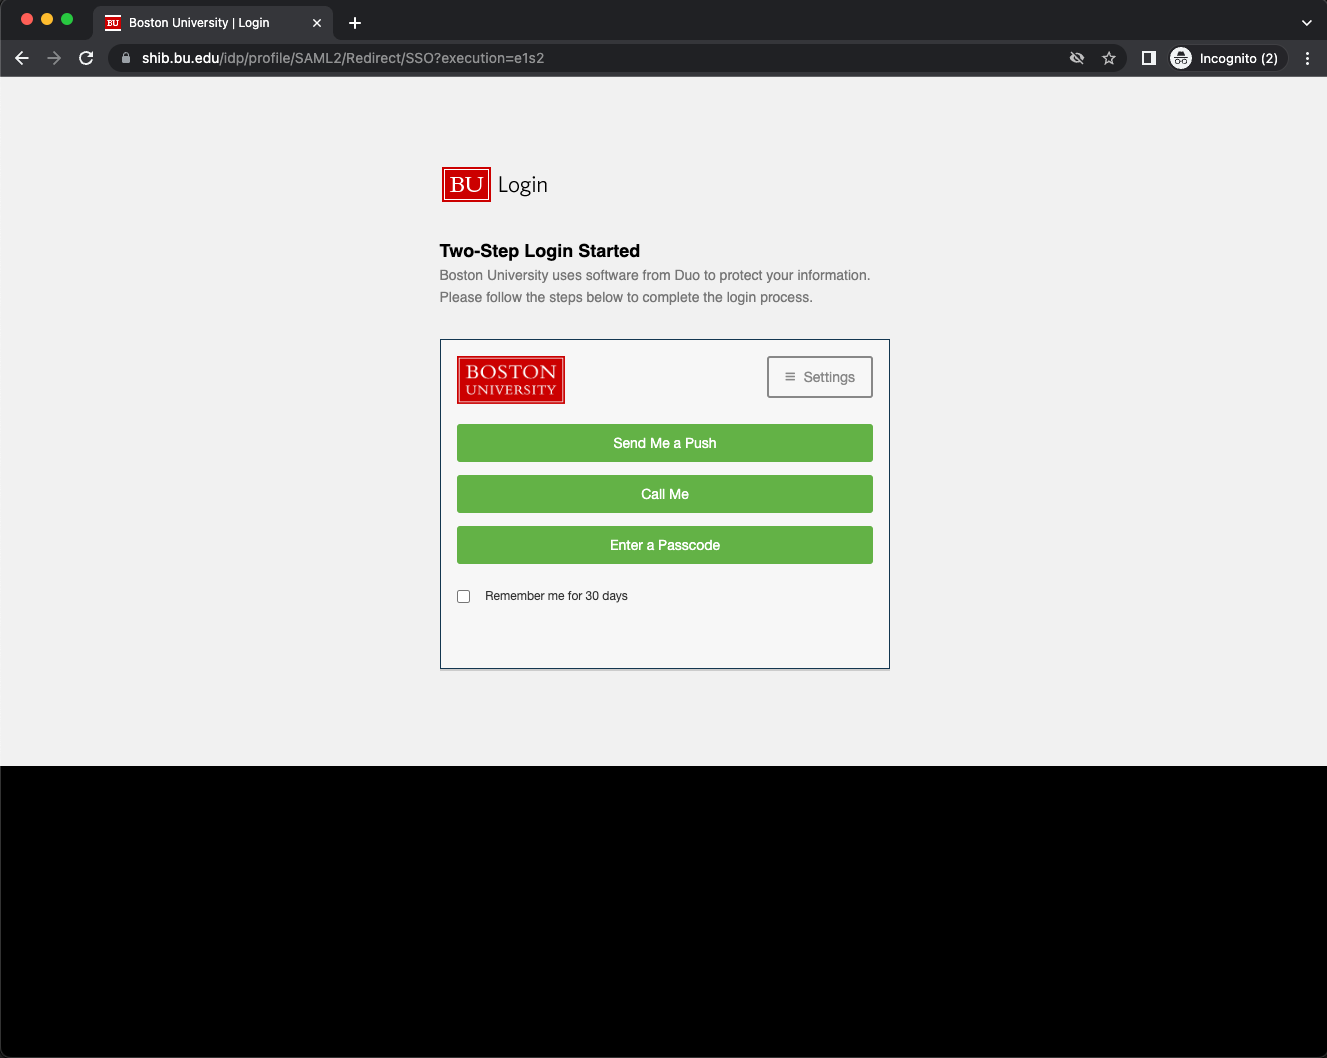 BU
Boston University | Login
shib.bu.edu/idp/profile/SAML2/Redirect/SSO?execution=e1s2
Incognito (2)
BU Login
Two-Step Login Started
Boston University uses software from Duo to protect your information.
Please follow the steps below to complete the login process.
BOSTON
UNIVERSITY
Settings
Send Me a Push
Call Me
Enter a Passcode
Remember me for 30 days